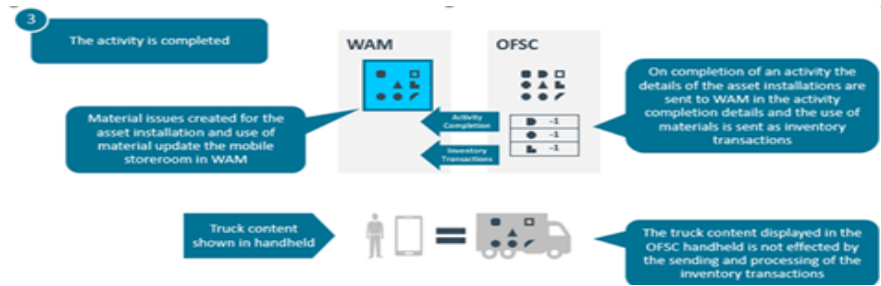 3
The activity is completed
WAM
OFSC
Material issues created for the
asset installation and use of
material update the mobile
storeroom in WAM
Activity
Completion
Inventory
Transactions
-1
-1
-1
On completion of an activity the
details of the asset installations are
sent to WAM in the activity
completion details and the use of
materials is sent as inventory
transactions
Truck content
shown in handheld
=
The truck content displayed in the
OFSC handheld is not effected by
the sending and processing of the
inventory transactions